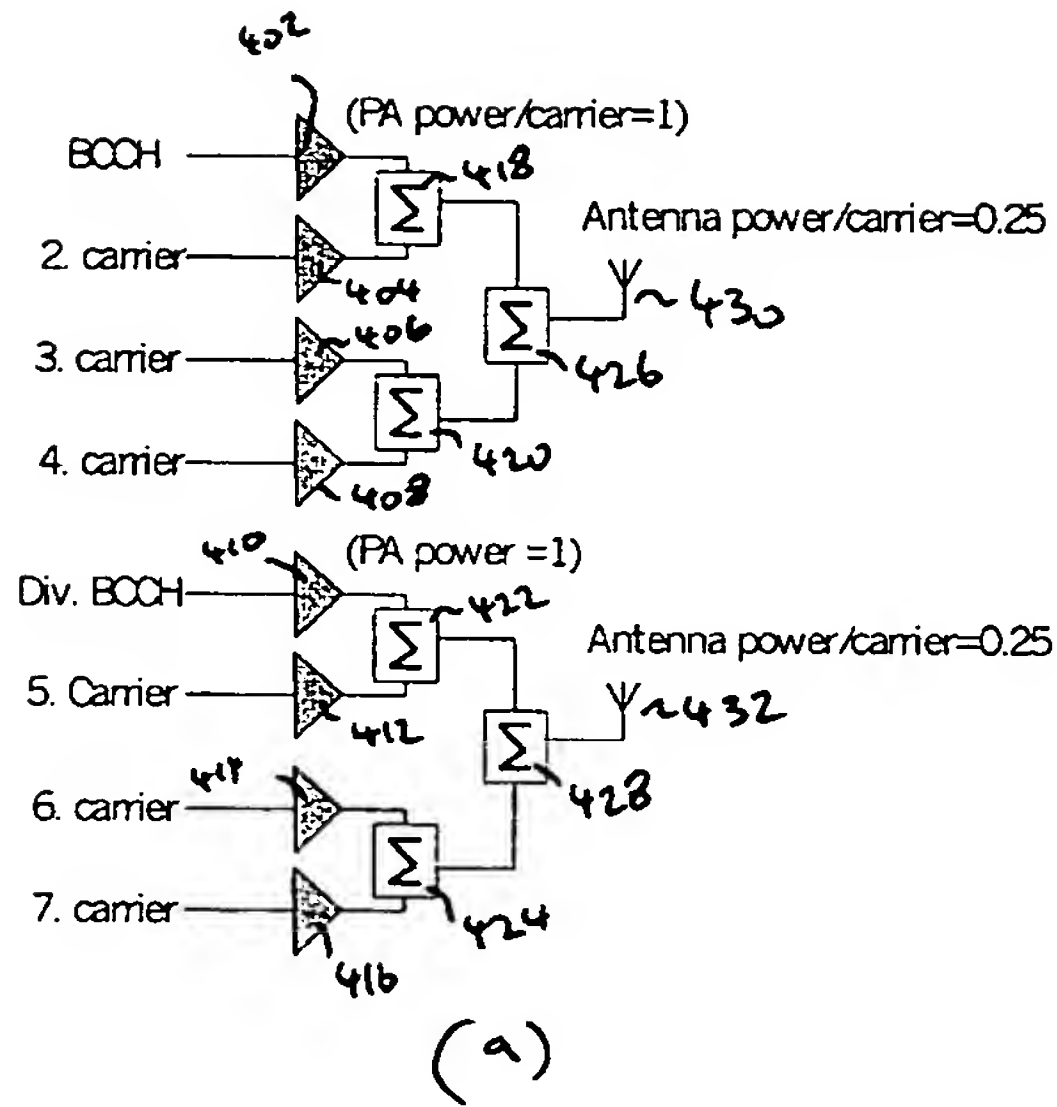 402
(PA power/carrier=1)
BCCH
418
Antenna power/carrier=0.25
2. carrier
Σ
404
~430
406
3. carrier
Σ
426
Σ
4. carrier
420
408
410
(PA power =1)
Div. BCCH
422
Antenna power/carrier=0.25
Σ
5. Carrier
~432
412
Σ
414
428
6. carrier
Σ
7. carrier
424
416
(a)